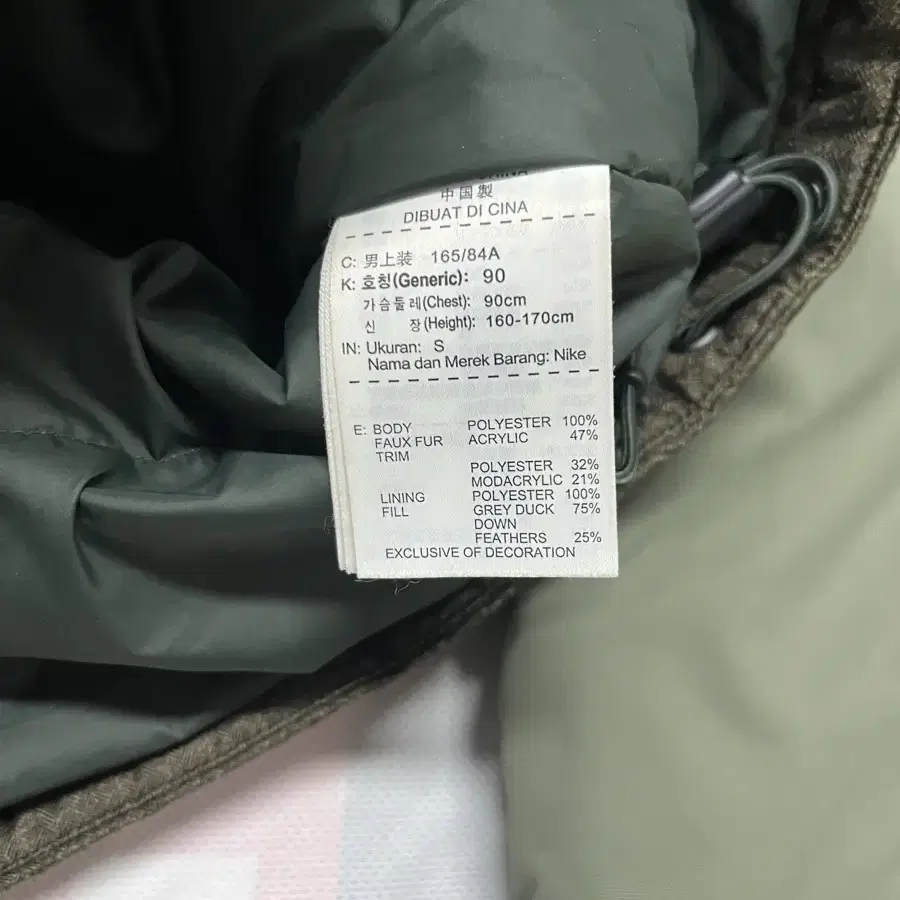 中国製
DIBUAT DI CINA
C: 男上装 165/84A
K: 호칭(Generic): 90
가슴둘레(Chest): 90cm
신 장(Height): 160-170cm
IN: Ukuran: S
Nama dan Merek Barang: Nike
E: BODY POLYESTER 100%
FAUX FUR ACRYLIC 47%
TRIM
POLYESTER 32%
MODACRYLIC 21%
LINING POLYESTER 100%
FILL GREY DUCK 75%
DOWN
FEATHERS 25%
EXCLUSIVE OF DECORATION